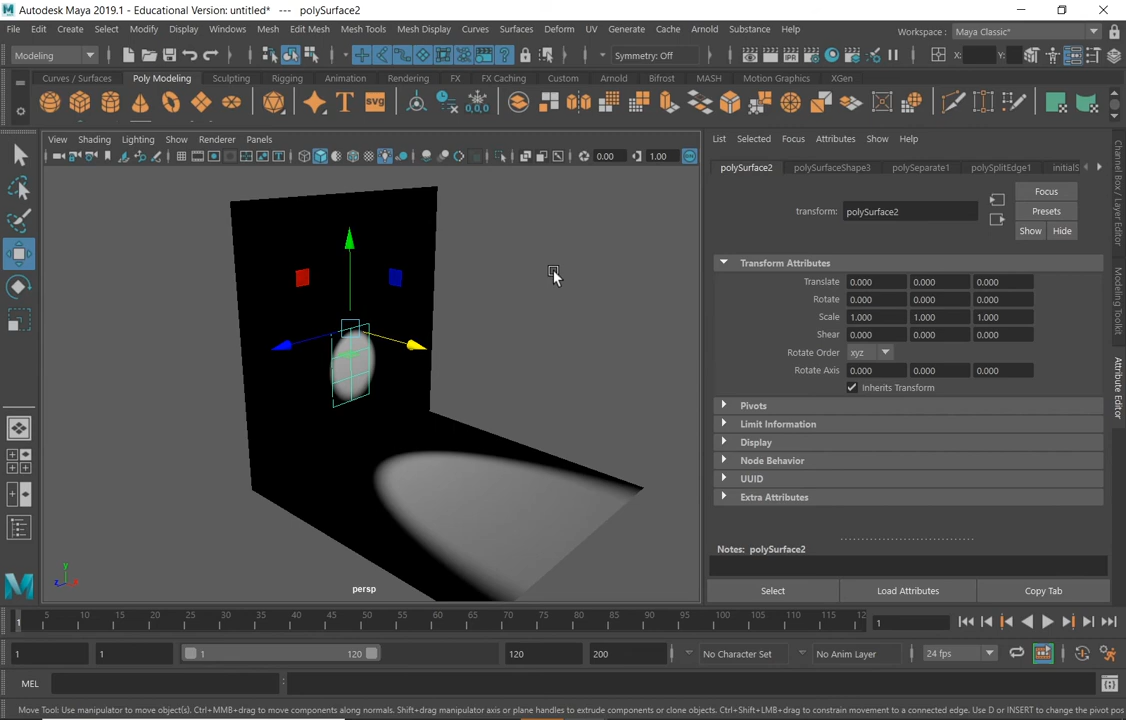 Autodesk Maya 2019.1 - Educational Version: untitled*   ---   polySurface2
File Edit Create Select Modify Display Windows Mesh Edit Mesh Mesh Tools Mesh Display Curves Surfaces Deform UV Generate Cache Arnold Substance Help
Workspace : Maya Classic*
Modeling Symmetry: Off X: Y:
Curves / Surfaces Poly Modeling Sculpting Rigging Animation Rendering FX FX Caching Custom Arnold Bifrost MASH Motion Graphics XGen
View Shading Lighting Show Renderer Panels
List Selected Focus Attributes Show Help
0.00 1.00
polySurface2 polySurfaceShape3 polySeparate1 polySplitEdge1 initialS
Focus
transform: polySurface2 Presets
Show Hide
Transform Attributes
Translate 0.000 0.000 0.000
Rotate 0.000 0.000 0.000
Scale 1.000 1.000 1.000
Shear 0.000 0.000 0.000
Rotate Order xyz
Rotate Axis 0.000 0.000 0.000
Inherits Transform
Pivots
Limit Information
Display
Node Behavior
UUID
Extra Attributes
Notes: polySurface2
Select Load Attributes Copy Tab
Channel Box / Layer Editor
Modeling Toolkit
Attribute Editor
y
z x
persp
1 5 10 15 20 25 30 35 40 45 50 55 60 65 70 75 80 85 90 95 100 105 110 115 12 1
1 1 1 120 120 200 No Character Set No Anim Layer 24 fps
MEL
Move Tool: Use manipulator to move object(s). Ctrl+MMB+drag to move components along normals. Shift+drag manipulator axis or plane handles to extrude components or clone objects. Ctrl+Shift+LMB+drag to constrain movement to a connected edge. Use D or INSERT to change the pivot pos